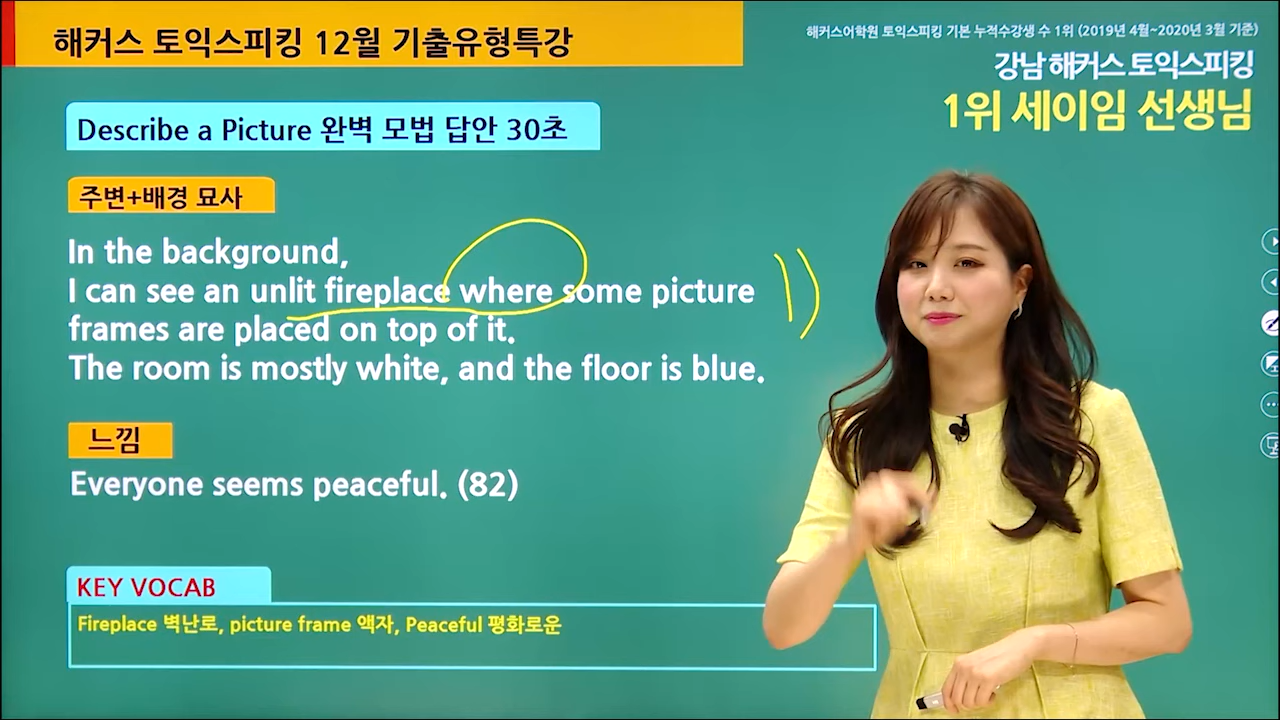 해커스 토익스피킹 12월 기출유형특강
해커스어학원 토익스피킹 기본 누적수강생 수 1위 (2019년 4월~2020년 3월 기준)
강남 해커스 토익스피킹
1위 세이임 선생님
Describe a Picture 완벽 모법 답안 30초
주변+배경 묘사
In the background,
I can see an unlit fireplace where some picture
frames are placed on top of it.
The room is mostly white, and the floor is blue.
느낌
Everyone seems peaceful. (82)
KEY VOCAB
Fireplace 벽난로, picture frame 액자, Peaceful 평화로운